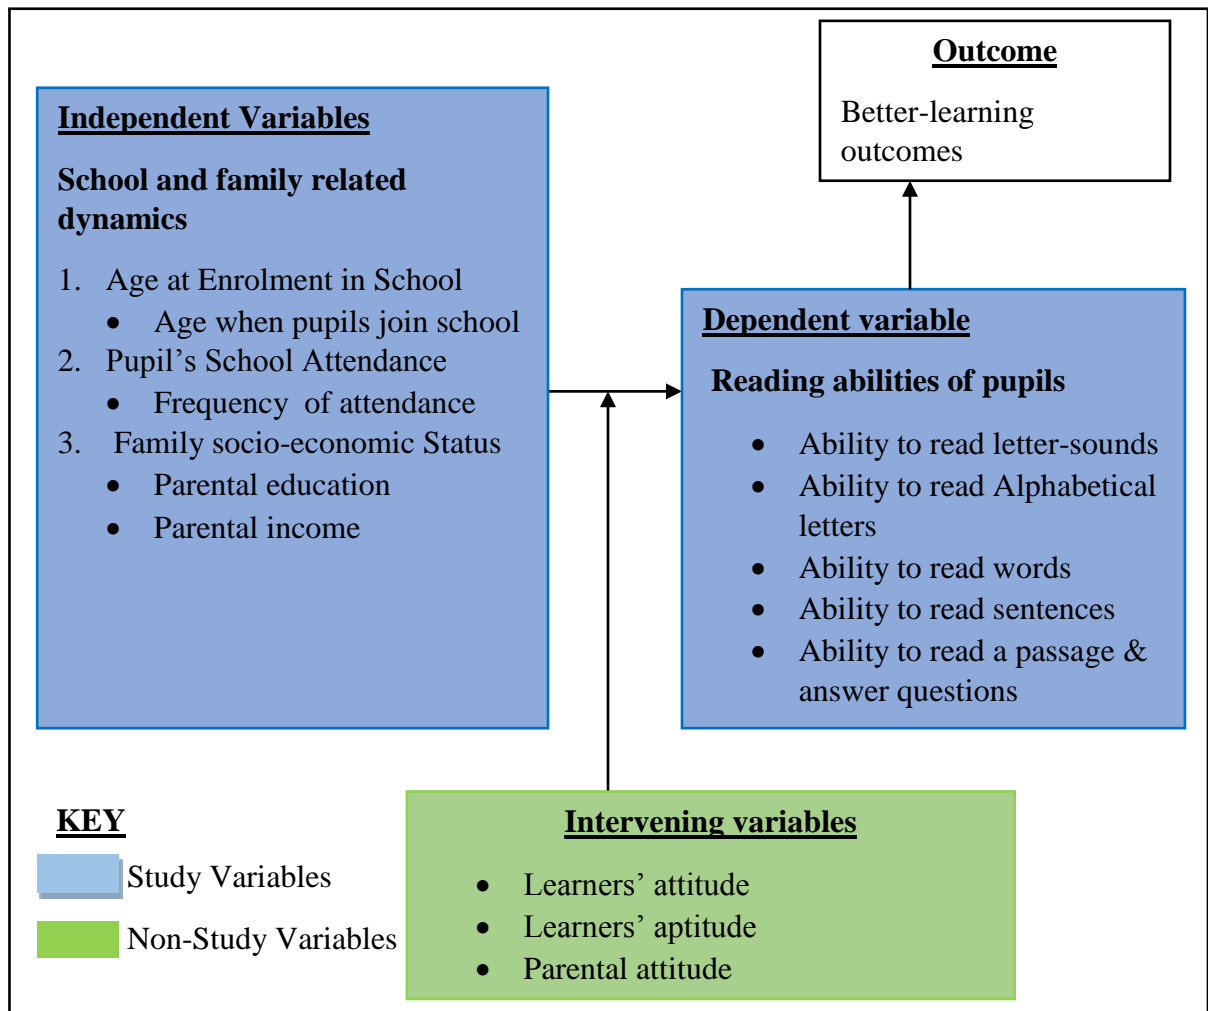 Outcome
Better-learning
outcomes
Independent Variables
School and family related
dynamics
1. Age at Enrolment in School
• Age when pupils join school
2. Pupil’s School Attendance
• Frequency of attendance
3. Family socio-economic Status
• Parental education
• Parental income
Dependent variable
Reading abilities of pupils
• Ability to read letter-sounds
• Ability to read Alphabetical
letters
• Ability to read words
• Ability to read sentences
• Ability to read a passage &
answer questions
Intervening variables
• Learners’ attitude
• Learners’ aptitude
• Parental attitude
KEY
Study Variables
Non-Study Variables